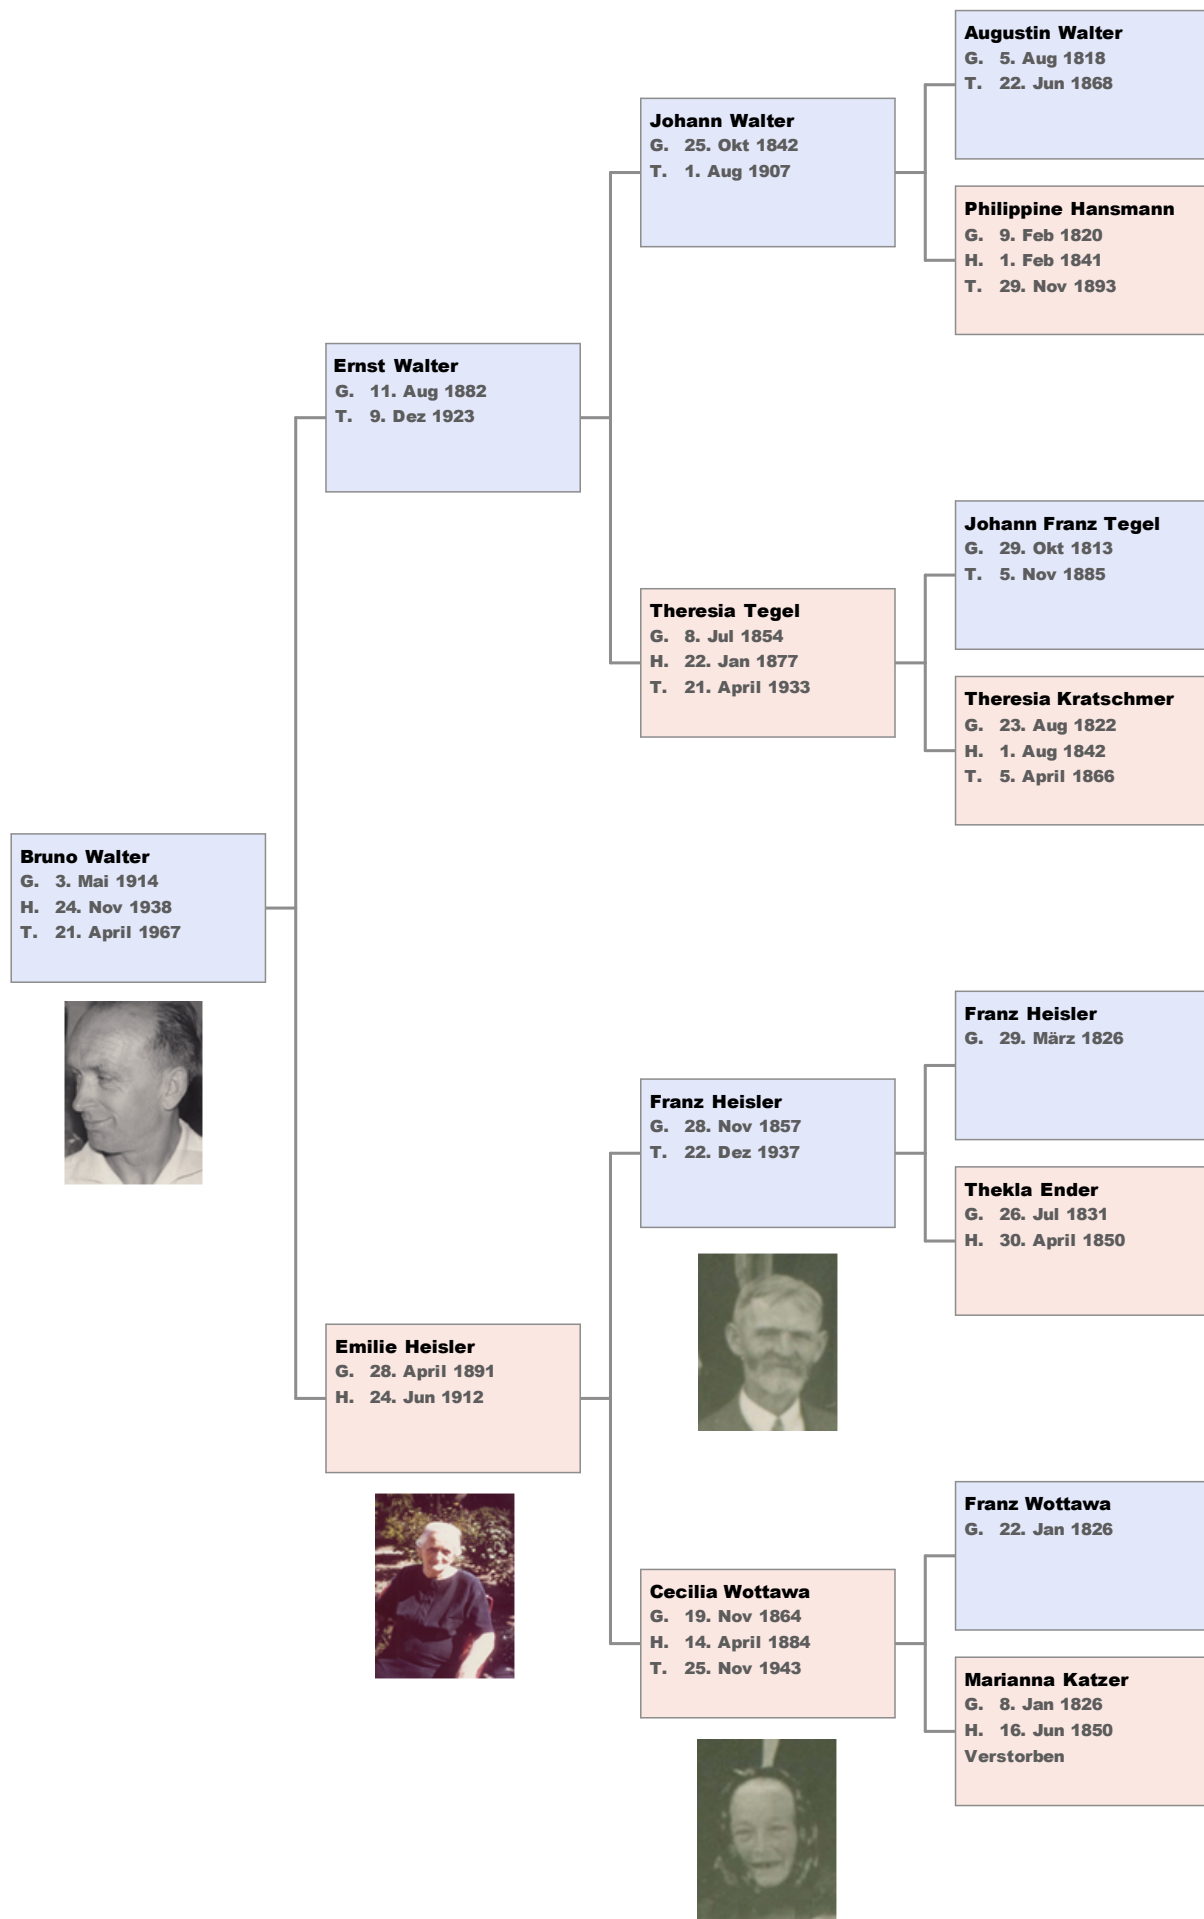 Augustin Walter
G. 5. Aug 1818
T. 22. Jun 1868
Johann Walter
G. 25. Okt 1842
T. 1. Aug 1907
Philippine Hansmann
G. 9. Feb 1820
H. 1. Feb 1841
T. 29. Nov 1893
Ernst Walter
G. 11. Aug 1882
T. 9. Dez 1923
Johann Franz Tegel
G. 29. Okt 1813
T. 5. Nov 1885
Theresia Tegel
G. 8. Jul 1854
H. 22. Jan 1877
T. 21. April 1933
Theresia Kratschmer
G. 23. Aug 1822
H. 1. Aug 1842
T. 5. April 1866
Bruno Walter
G. 3. Mai 1914
H. 24. Nov 1938
T. 21. April 1967
Franz Heisler
G. 29. März 1826
Franz Heisler
G. 28. Nov 1857
T. 22. Dez 1937
Thekla Ender
G. 26. Jul 1831
H. 30. April 1850
Emilie Heisler
G. 28. April 1891
H. 24. Jun 1912
Franz Wottawa
G. 22. Jan 1826
Cecilia Wottawa
G. 19. Nov 1864
H. 14. April 1884
T. 25. Nov 1943
Marianna Katzer
G. 8. Jan 1826
H. 16. Jun 1850
Verstorben